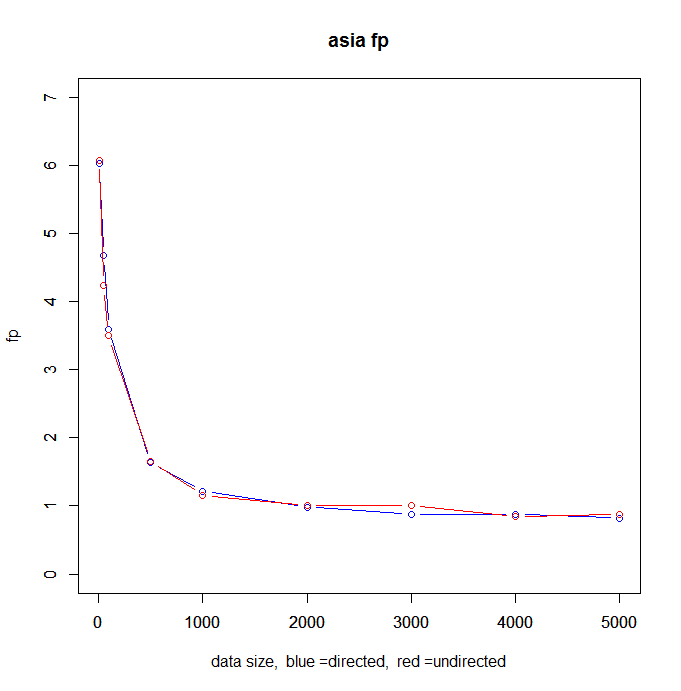 asia fp
7
6
5
4
3
2
1
0
fp
0 1000 2000 3000 4000 5000
data size, blue =directed, red =undirected